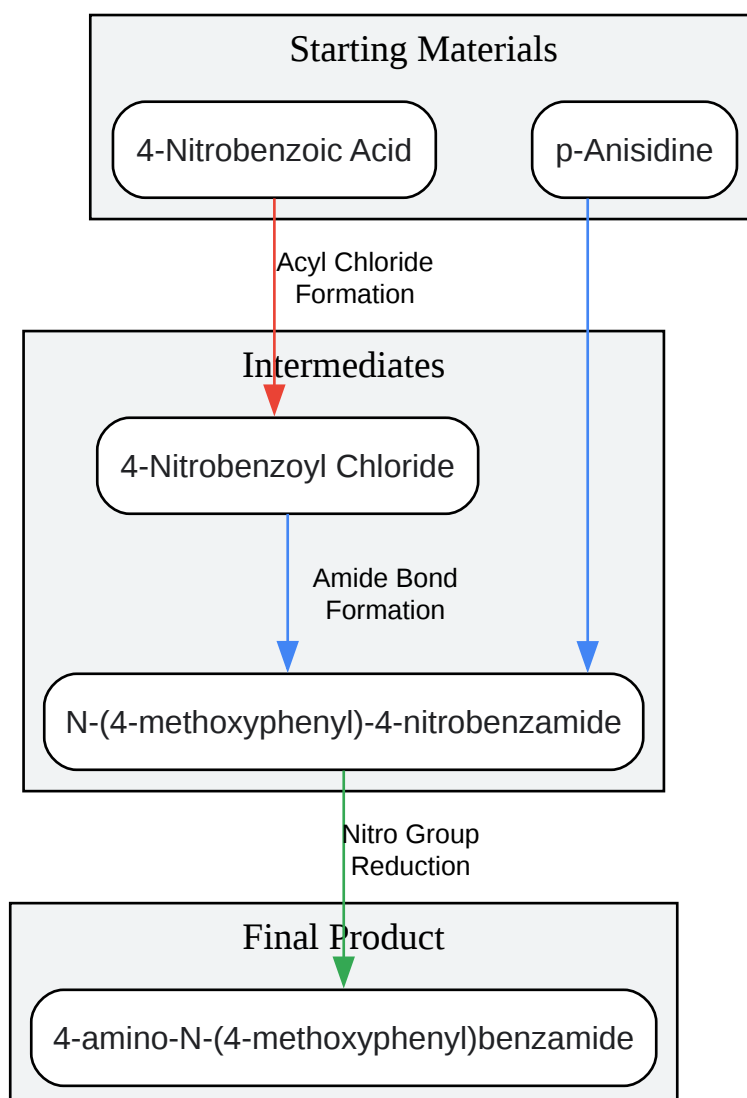 Starting Materials
4-Nitrobenzoic Acid
p-Anisidine
Acyl Chloride
Formation
Intermediates
4-Nitrobenzoyl Chloride
Amide Bond
Formation
N-(4-methoxyphenyl)-4-nitrobenzamide
Nitro Group
Reduction
Final Product
4-amino-N-(4-methoxyphenyl)benzamide